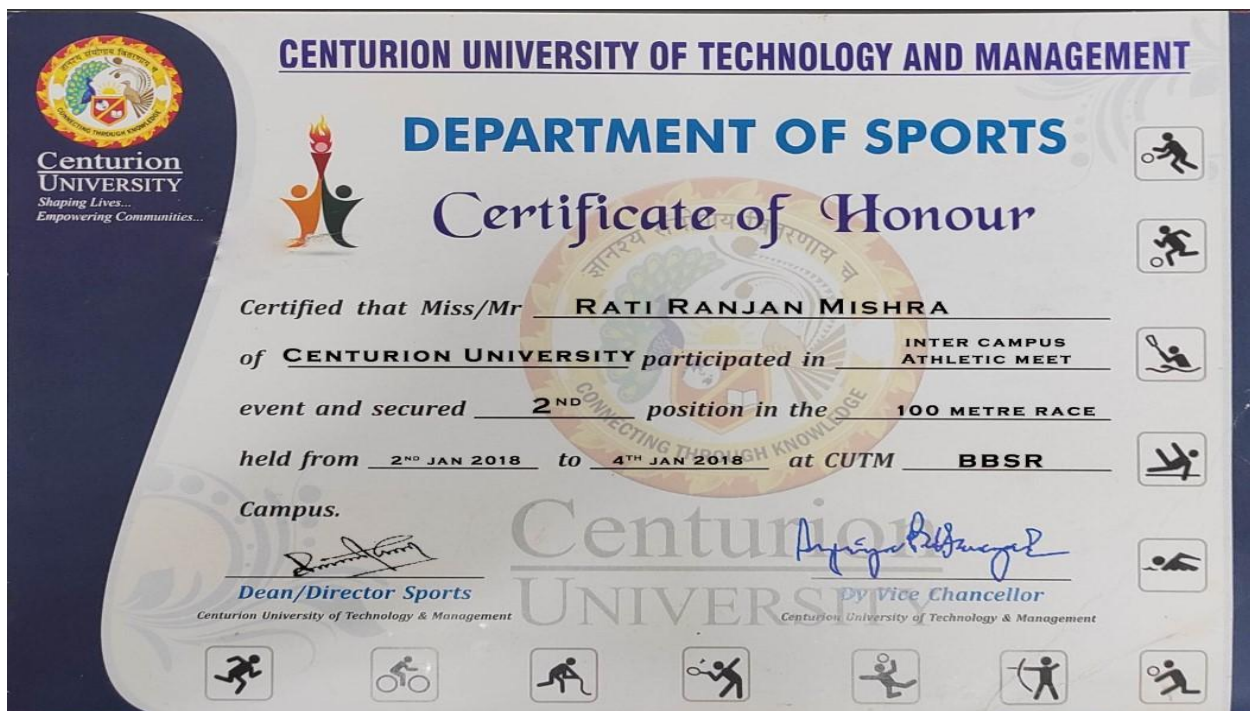 CENTURION UNIVERSITY OF TECHNOLOGY AND MANAGEMENT
CONNECTING THROUGH KNOWLEDGE
Centurion
UNIVERSITY
Shaping Lives...
Empowering Communities...
DEPARTMENT OF SPORTS
Certificate of Honour
Certified that Miss/Mr RATI RANJAN MISHRA
of CENTURION UNIVERSITY participated in INTER CAMPUS ATHLETIC MEET
event and secured 2ND position in the 100 METRE RACE
held from 2ND JAN 2018 to 4TH JAN 2018 at CUTM BBSR
Campus.
Dean/Director Sports
Centurion University of Technology & Management
Dy Vice Chancellor
Centurion University of Technology & Management
CONNECTING THROUGH KNOWLEDGE
Centurion
UNIVERSITY